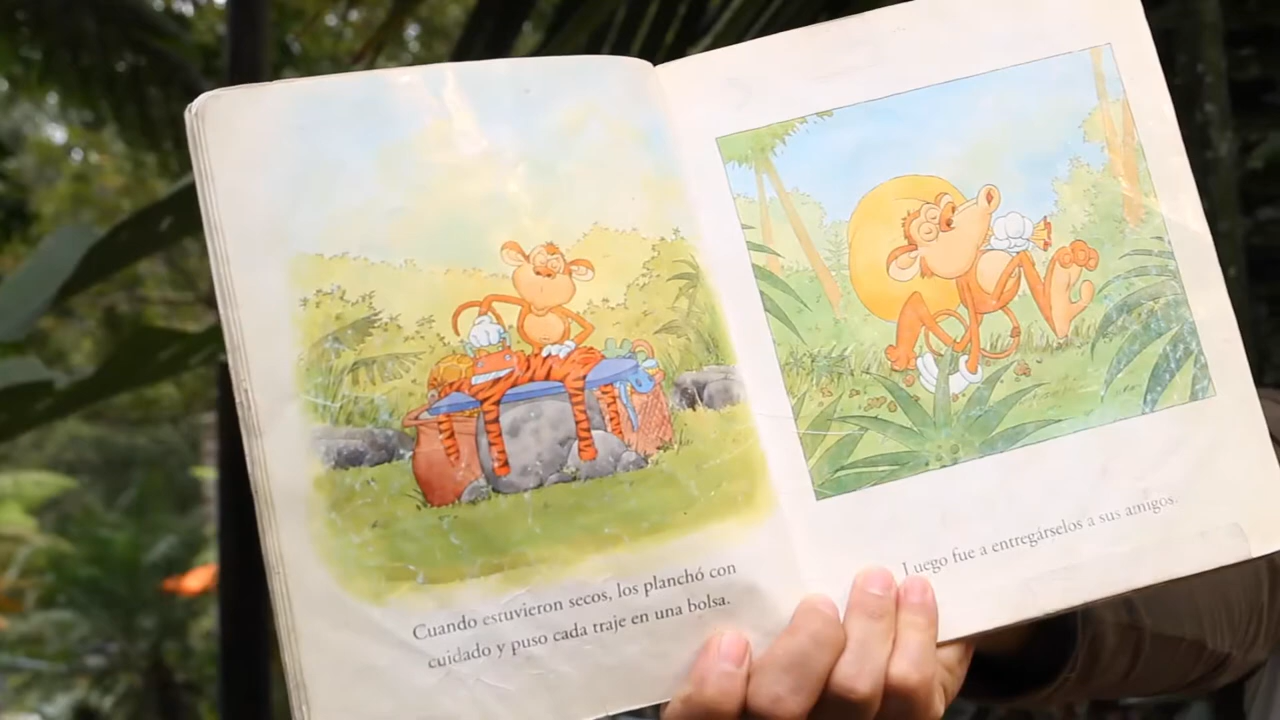 Cuando estuvieron secos, los planchó con
cuidado y puso cada traje en una bolsa.
Luego fue a entregárselos a sus amigos.